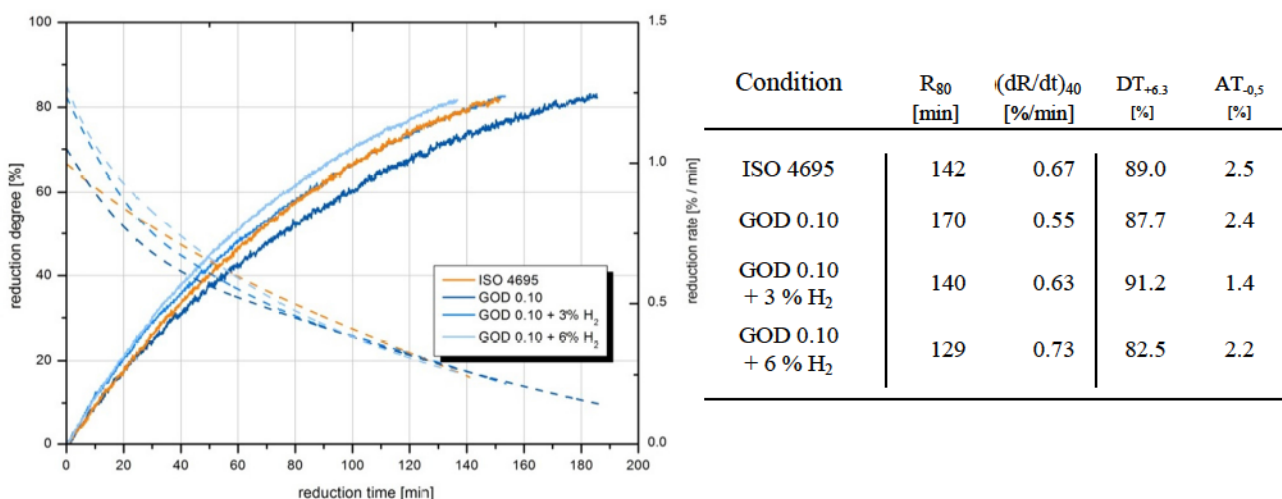 100
80
60
40
20
0
reduction degree [%]
0 20 40 60 80 100 120 140 160 180 200
reduction time [min]
1.5
1.0
0.5
0.0
reduction rate [% / min]
ISO 4695
GOD 0.10
GOD 0.10 + 3% H₂
GOD 0.10 + 6% H₂
Condition R₈₀ (dR/dt)₄₀ DT₊₆.₃ AT₋₀,₅
[min] [%/min] [%] [%]
ISO 4695 142 0.67 89.0 2.5
GOD 0.10 170 0.55 87.7 2.4
GOD 0.10
+ 3 % H₂ 140 0.63 91.2 1.4
GOD 0.10
+ 6 % H₂ 129 0.73 82.5 2.2